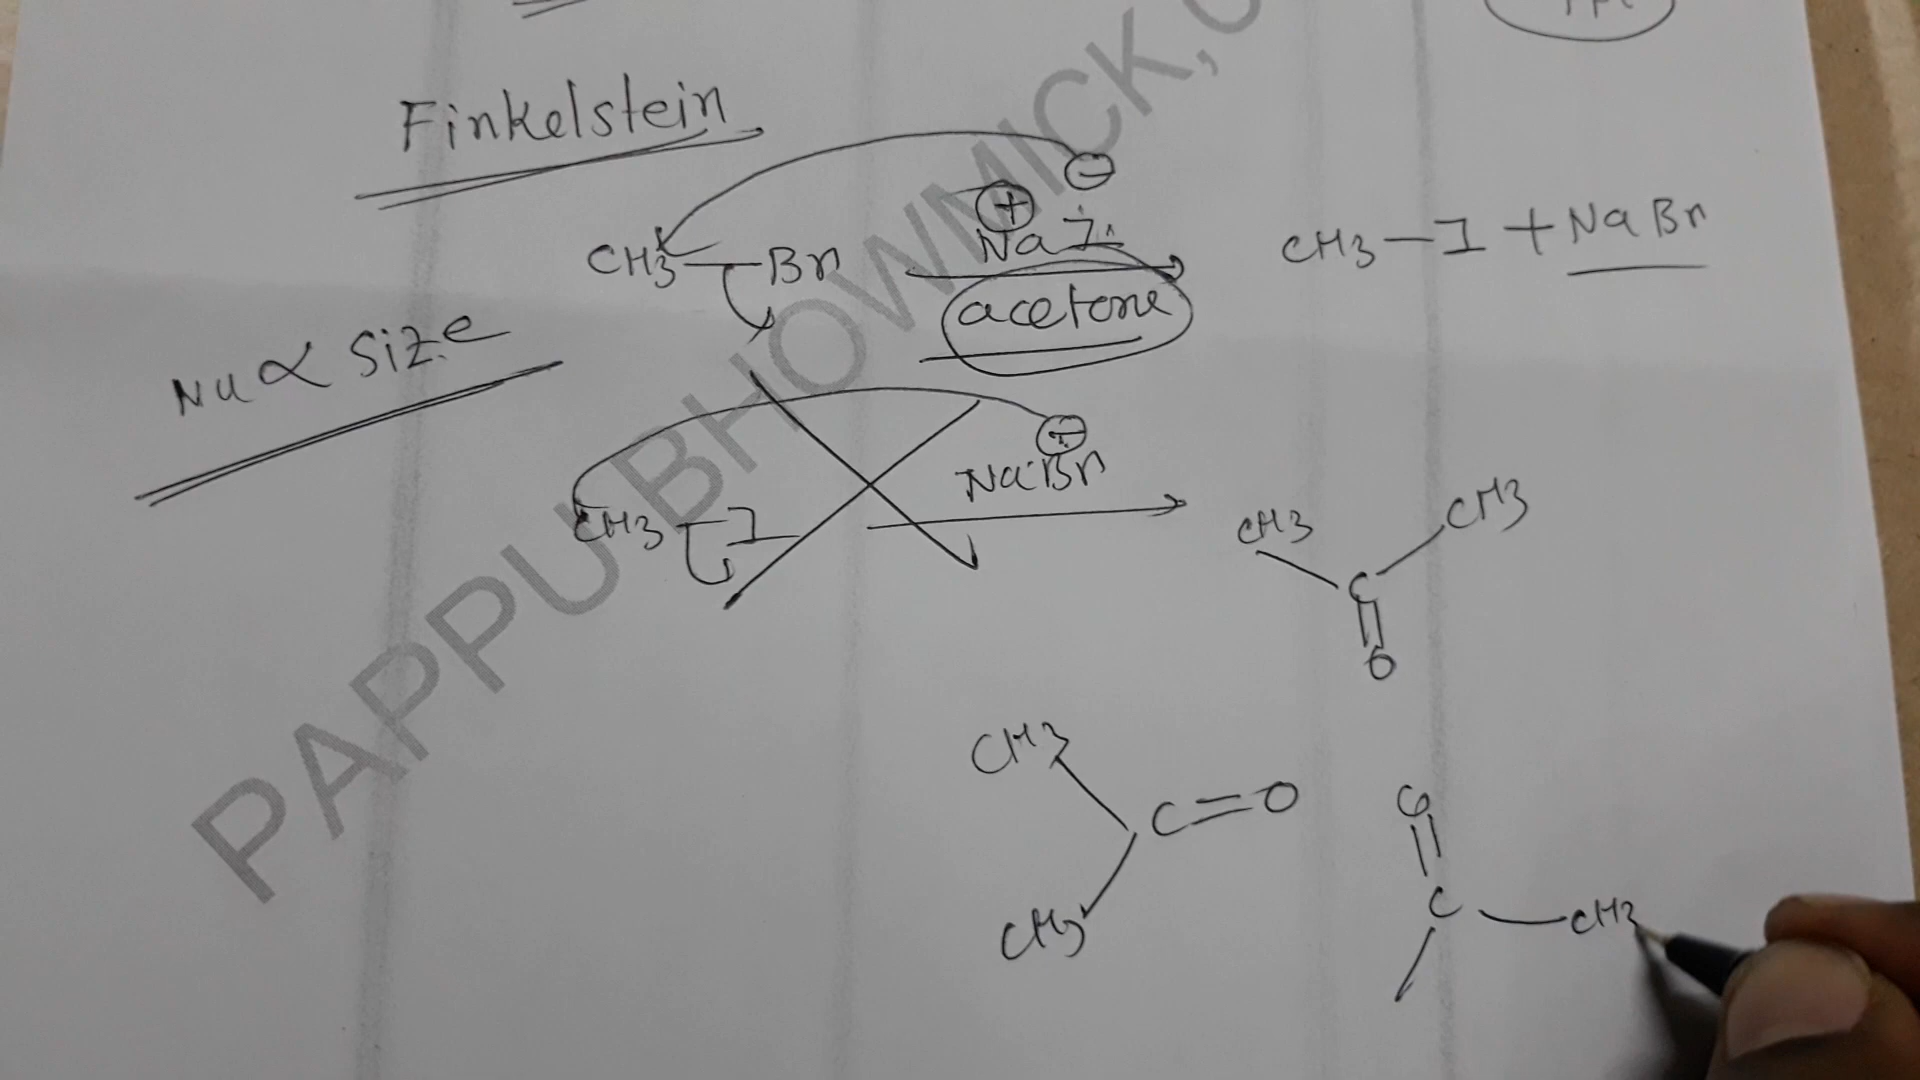 Finkelstein
CH3—Br Na⊕ I⊖ acetone CH3—I + NaBr
Nu ∝ Size
CH3—I NaBr⊖
CH3 CH3
C
O
CH3
C=O
CH3
O
C—CH3
PAPPU BHOWMICK,